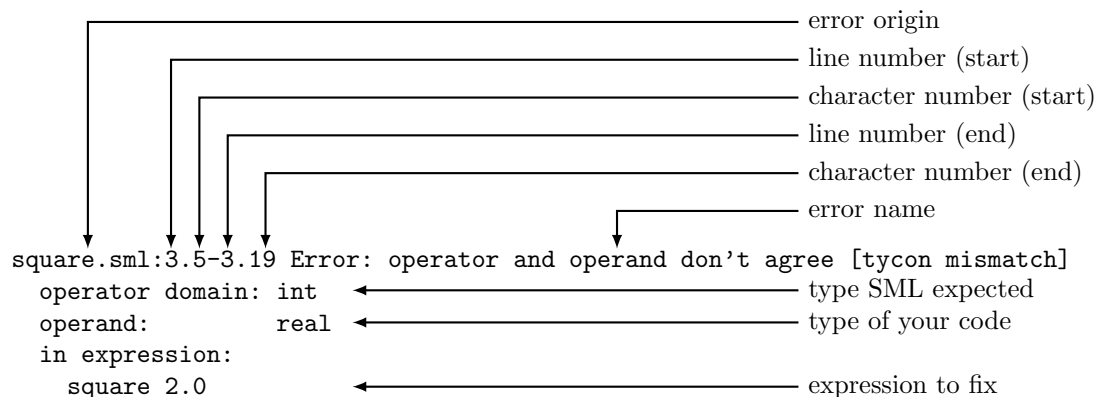 error origin
line number (start)
character number (start)
line number (end)
character number (end)
error name
square.sml:3.5-3.19 Error: operator and operand don't agree [tycon mismatch]
operator domain: int
type SML expected
operand: real
type of your code
in expression:
square 2.0
expression to fix